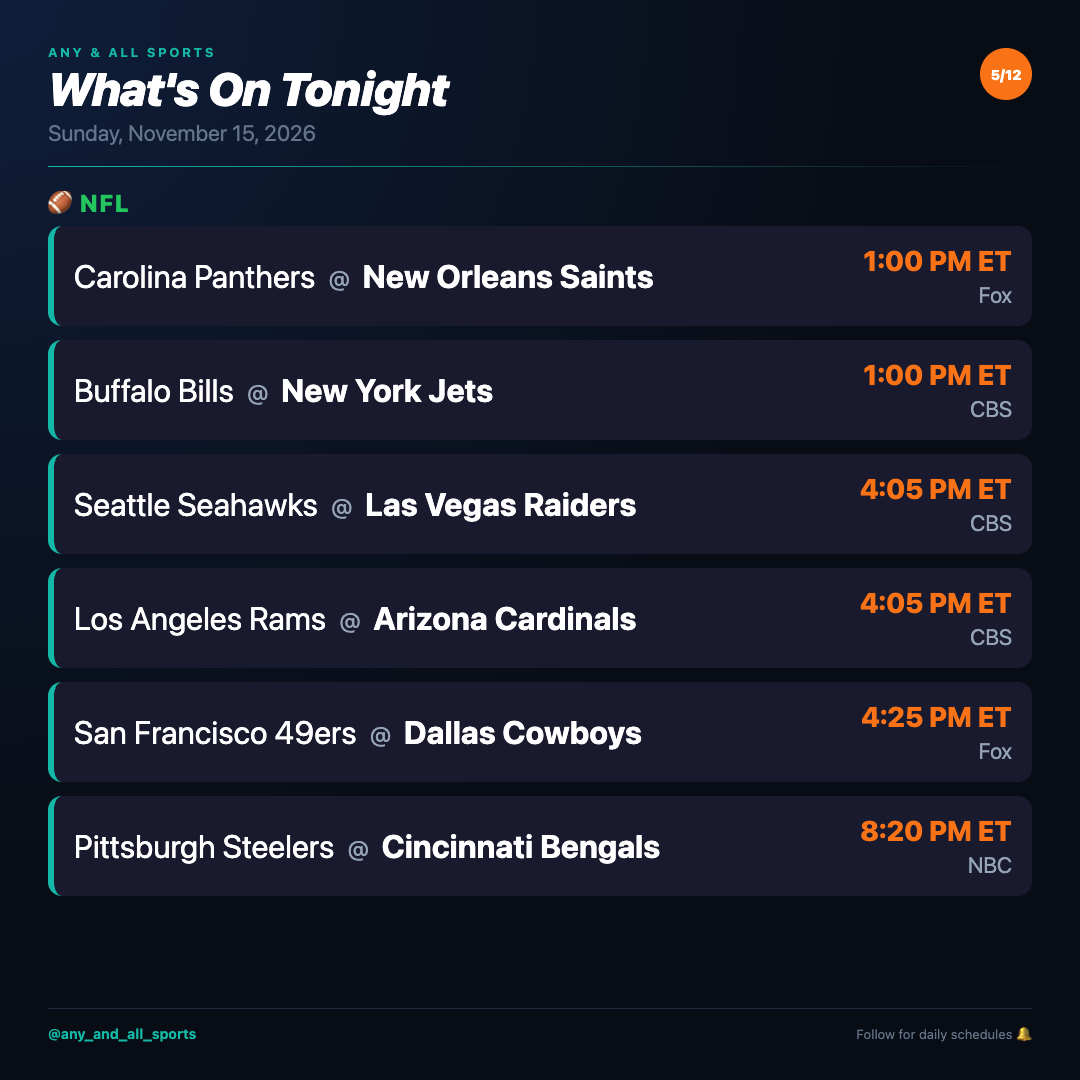 ANY & ALL SPORTS
What's On Tonight
5/12
Sunday, November 15, 2026
🏈 NFL
Carolina Panthers @ New Orleans Saints
1:00 PM ET
Fox
Buffalo Bills @ New York Jets
1:00 PM ET
CBS
Seattle Seahawks @ Las Vegas Raiders
4:05 PM ET
CBS
Los Angeles Rams @ Arizona Cardinals
4:05 PM ET
CBS
San Francisco 49ers @ Dallas Cowboys
4:25 PM ET
Fox
Pittsburgh Steelers @ Cincinnati Bengals
8:20 PM ET
NBC
@any_and_all_sports
Follow for daily schedules 🔔